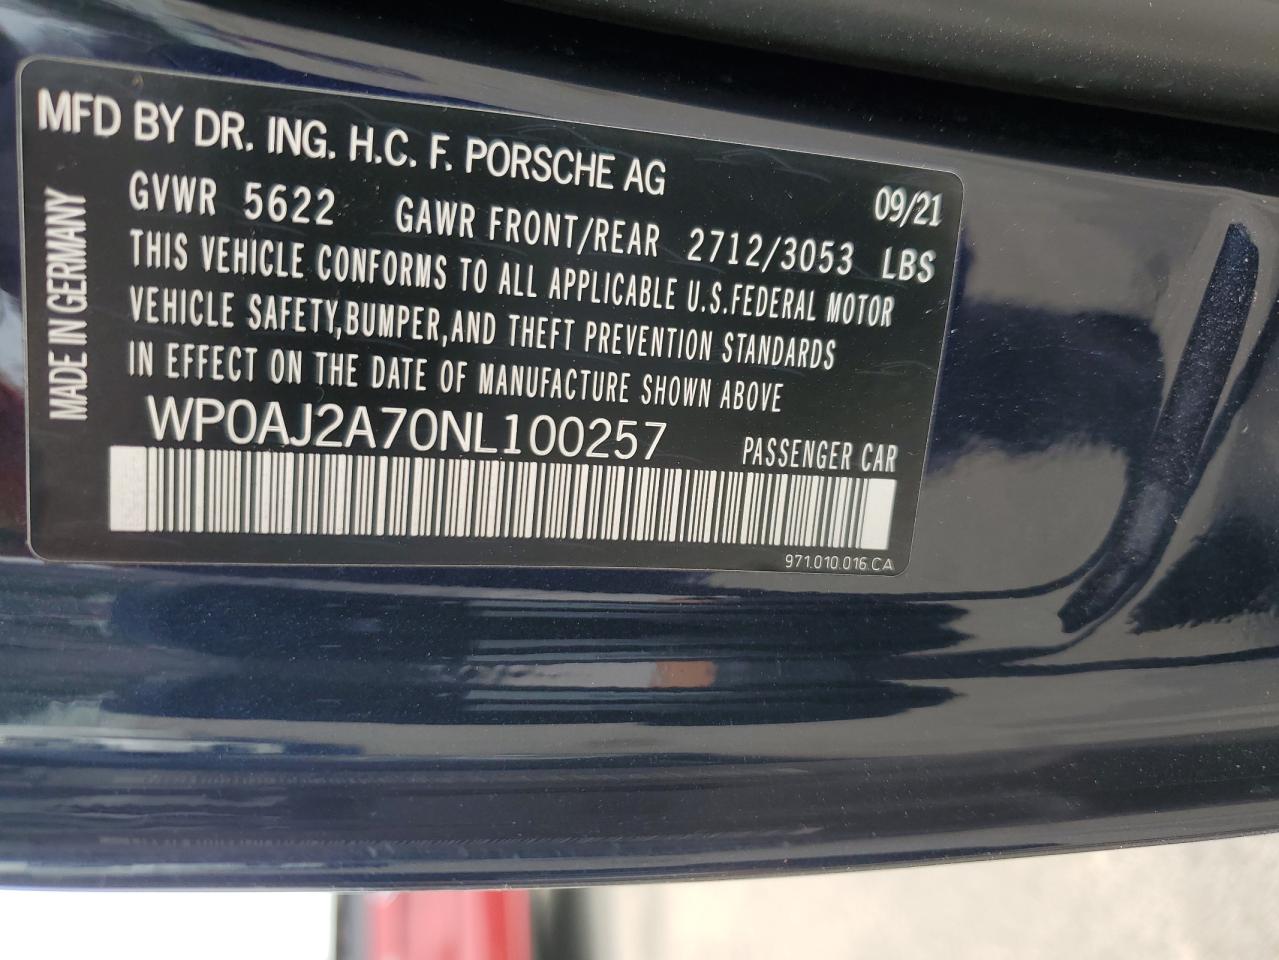 MFD BY DR. ING. H.C. F. PORSCHE AG
09/21
MADE IN GERMANY
GVWR 5622 GAWR FRONT/REAR 2712/3053 LBS
THIS VEHICLE CONFORMS TO ALL APPLICABLE U.S.FEDERAL MOTOR
VEHICLE SAFETY,BUMPER,AND THEFT PREVENTION STANDARDS
IN EFFECT ON THE DATE OF MANUFACTURE SHOWN ABOVE
WP0AJ2A70NL100257 PASSENGER CAR
971.010.016.CA